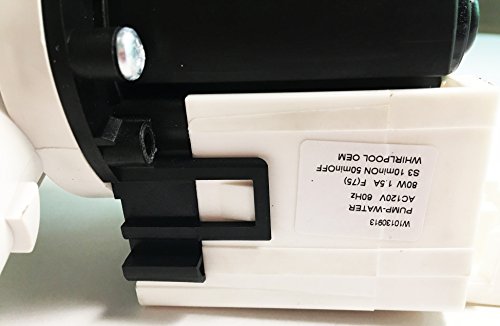 W10130913
PUMP-WATER
AC120V 60Hz
80W 1.5A F(75)
S3 10minON 50minOFF
WHIRLPOOL OEM